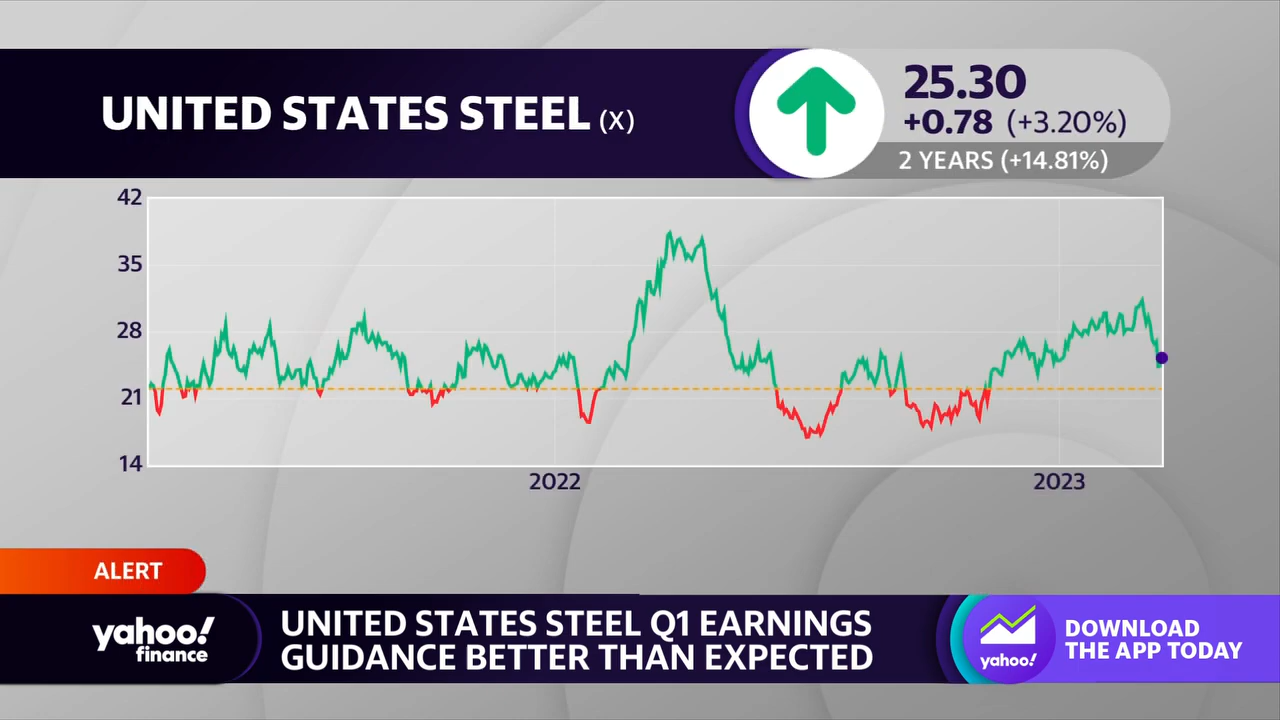 UNITED STATES STEEL (X)
25.30
+0.78 (+3.20%)
2 YEARS (+14.81%)
42
35
28
21
14
2022
2023
ALERT
yahoo!
finance
UNITED STATES STEEL Q1 EARNINGS
GUIDANCE BETTER THAN EXPECTED
yahoo!
DOWNLOAD
THE APP TODAY